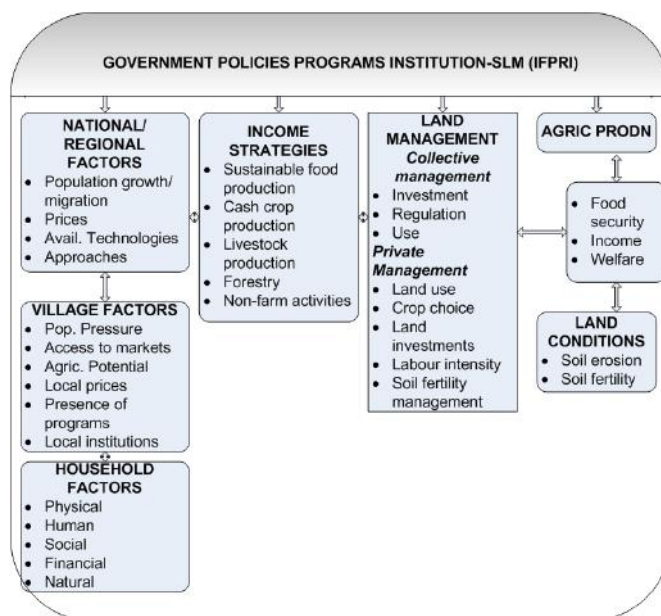 GOVERNMENT POLICIES PROGRAMS INSTITUTION-SLM (IFPRI)
NATIONAL/
REGIONAL
FACTORS
• Population growth/
migration
• Prices
• Avail. Technologies
• Approaches
VILLAGE FACTORS
• Pop. Pressure
• Access to markets
• Agric. Potential
• Local prices
• Presence of
programs
• Local institutions
HOUSEHOLD
FACTORS
• Physical
• Human
• Social
• Financial
• Natural
INCOME
STRATEGIES
• Sustainable food
production
• Cash crop
production
• Livestock
production
• Forestry
• Non-farm activities
LAND
MANAGEMENT
Collective
management
• Investment
• Regulation
• Use
Private
Management
• Land use
• Crop choice
• Land
investments
• Labour intensity
• Soil fertility
management
AGRIC PRODN
• Food
security
• Income
• Welfare
LAND
CONDITIONS
• Soil erosion
• Soil fertility